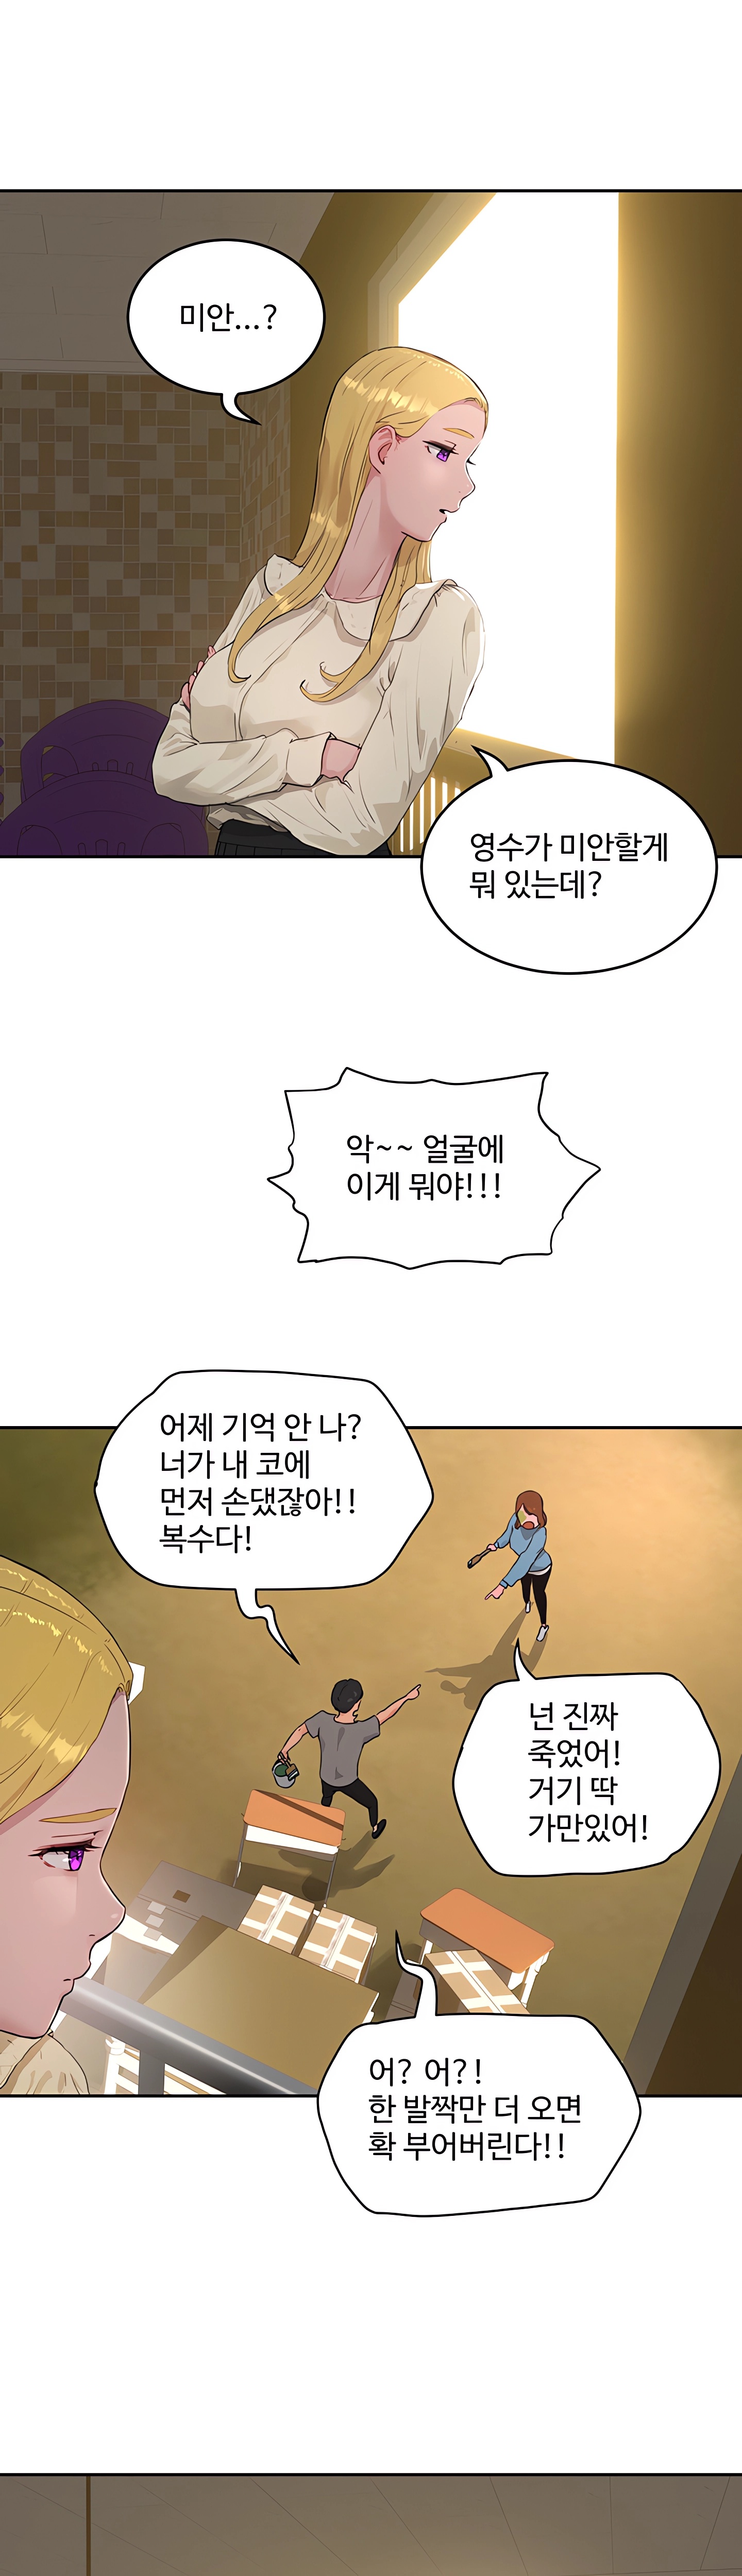 미안...?
영수가 미안할게
뭐 있는데?
악~~ 얼굴에
이게 뭐야!!!
어제 기억 안 나?
너가 내 코에
먼저 손댔잖아!!
복수다!
넌 진짜
죽었어!
거기 딱
가만있어!
어? 어?!
한 발짝만 더 오면
확 부어버린다!!